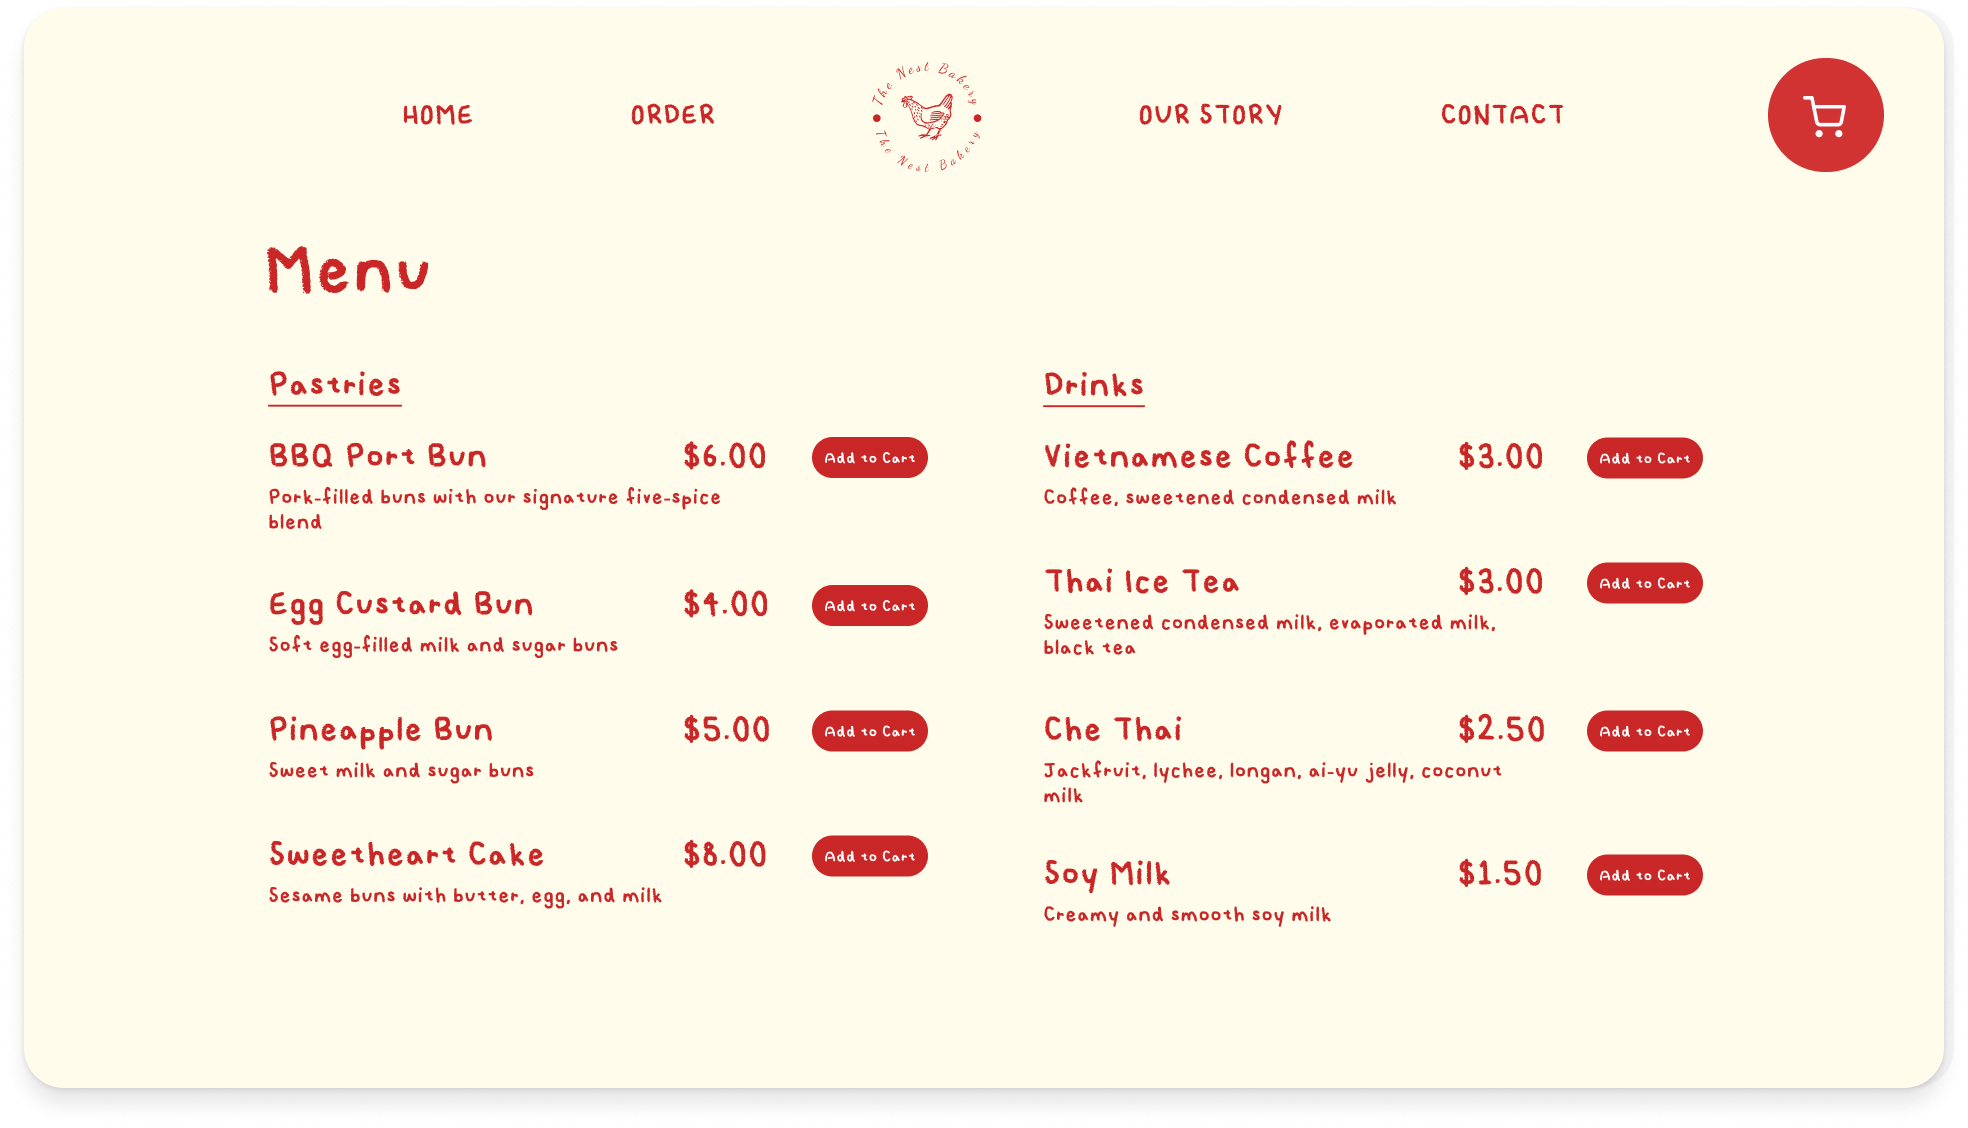 HOME
ORDER
The Nest Bakery
The Nest Bakery
OUR STORY
CONTACT
Menu
Pastries
BBQ Port Bun $6.00 Add to Cart
Pork-filled buns with our signature five-spice
blend
Egg Custard Bun $4.00 Add to Cart
Soft egg-filled milk and sugar buns
Pineapple Bun $5.00 Add to Cart
Sweet milk and sugar buns
Sweetheart Cake $8.00 Add to Cart
Sesame buns with butter, egg, and milk
Drinks
Vietnamese Coffee $3.00 Add to Cart
Coffee, sweetened condensed milk
Thai Ice Tea $3.00 Add to Cart
Sweetened condensed milk, evaporated milk,
black tea
Che Thai $2.50 Add to Cart
Jackfruit, lychee, longan, ai-yu jelly, coconut
milk
Soy Milk $1.50 Add to Cart
Creamy and smooth soy milk